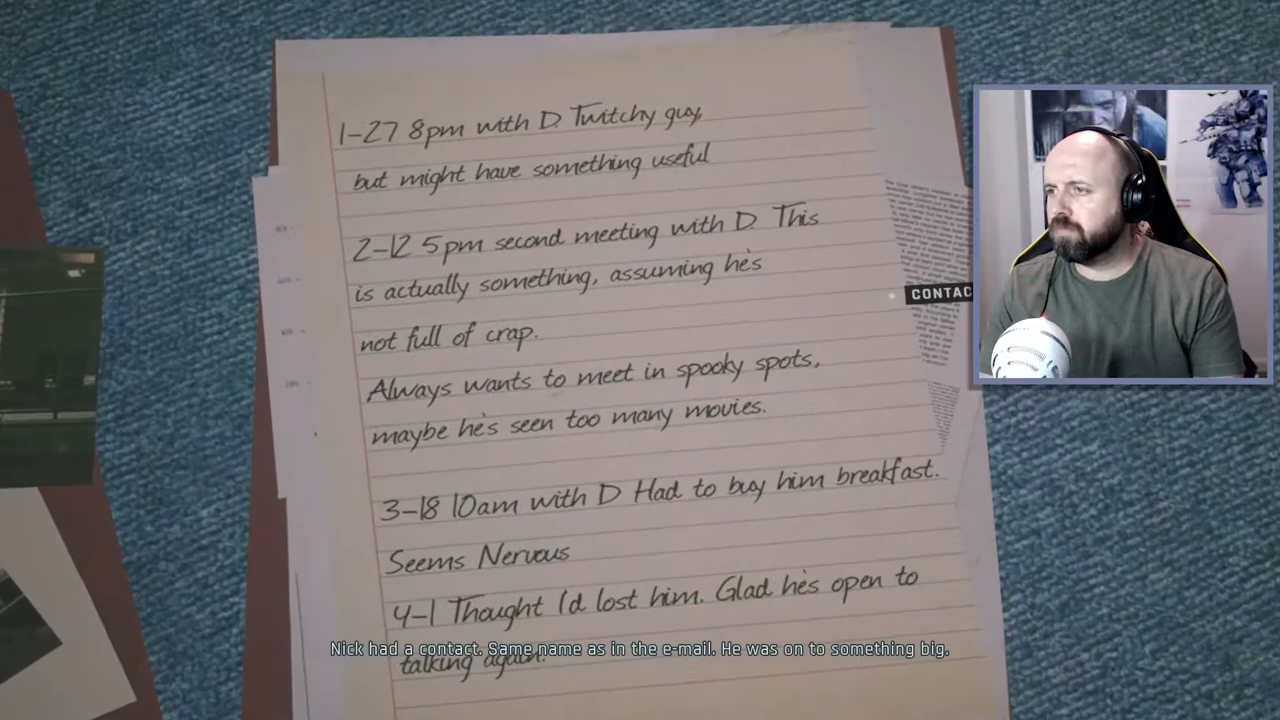 1-27 8pm with D. Twitchy guy,
but might have something useful
2-12 5pm second meeting with D. This
is actually something, assuming he's
not full of crap.
Always wants to meet in spooky spots,
maybe he's seen too many movies.
3-18 10am with D Had to buy him breakfast.
Seems Nervous
4-1 Thought I'd lost him. Glad he's open to
talking again.
CONTAC
Nick had a contact. Same name as in the e-mail. He was on to something big.